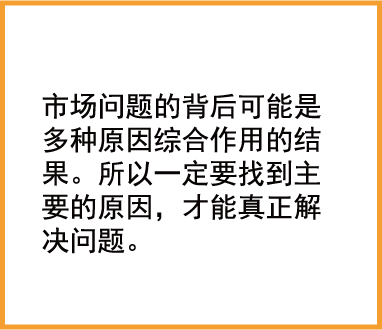 市场问题的背后可能是
多种原因综合作用的结
果。所以一定要找到主
要的原因，才能真正解
决问题。